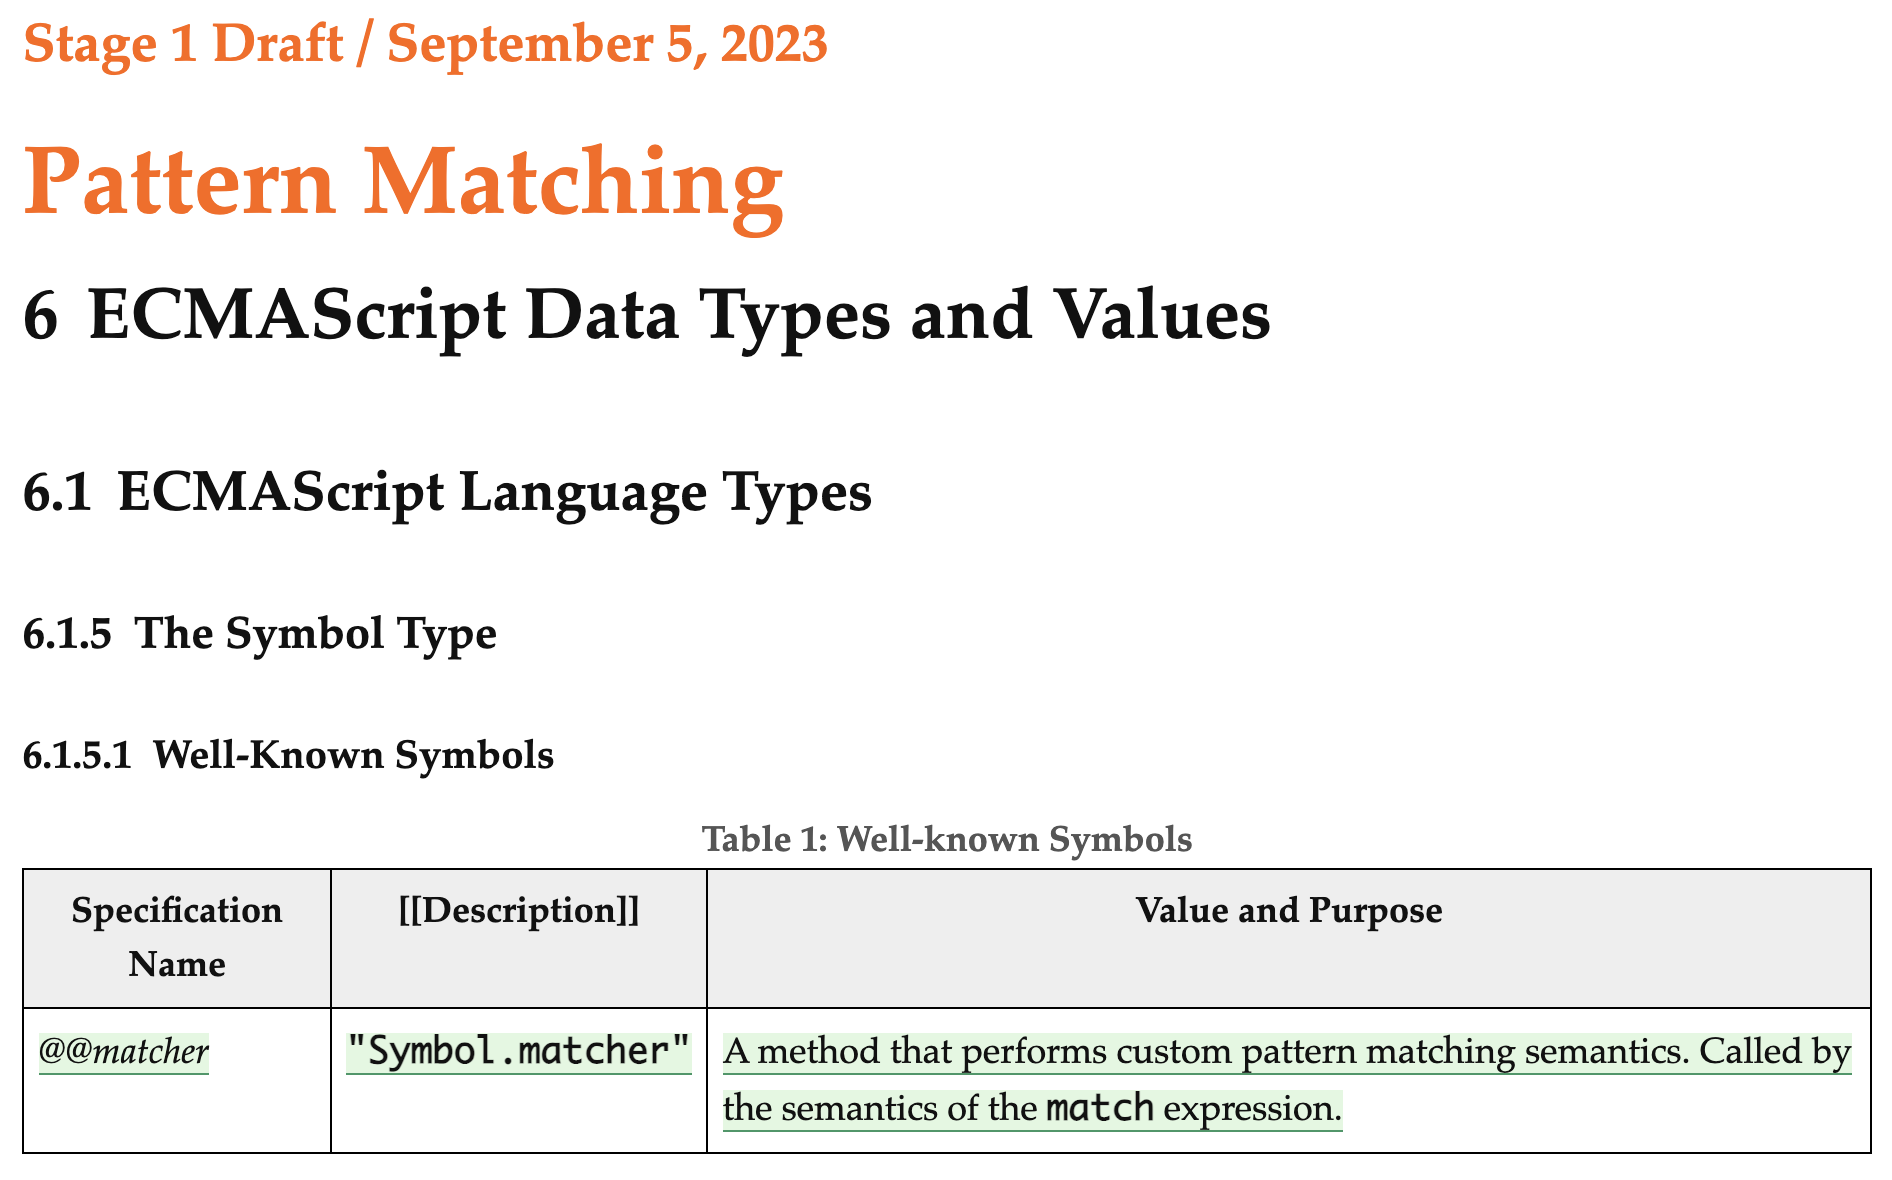 Stage 1 Draft / September 5, 2023
Pattern Matching
6 ECMAScript Data Types and Values
6.1 ECMAScript Language Types
6.1.5 The Symbol Type
6.1.5.1 Well-Known Symbols
Table 1: Well-known Symbols
Specification
Name
[[Description]]
Value and Purpose
@@matcher
"Symbol.matcher"
A method that performs custom pattern matching semantics. Called by
the semantics of the match expression.